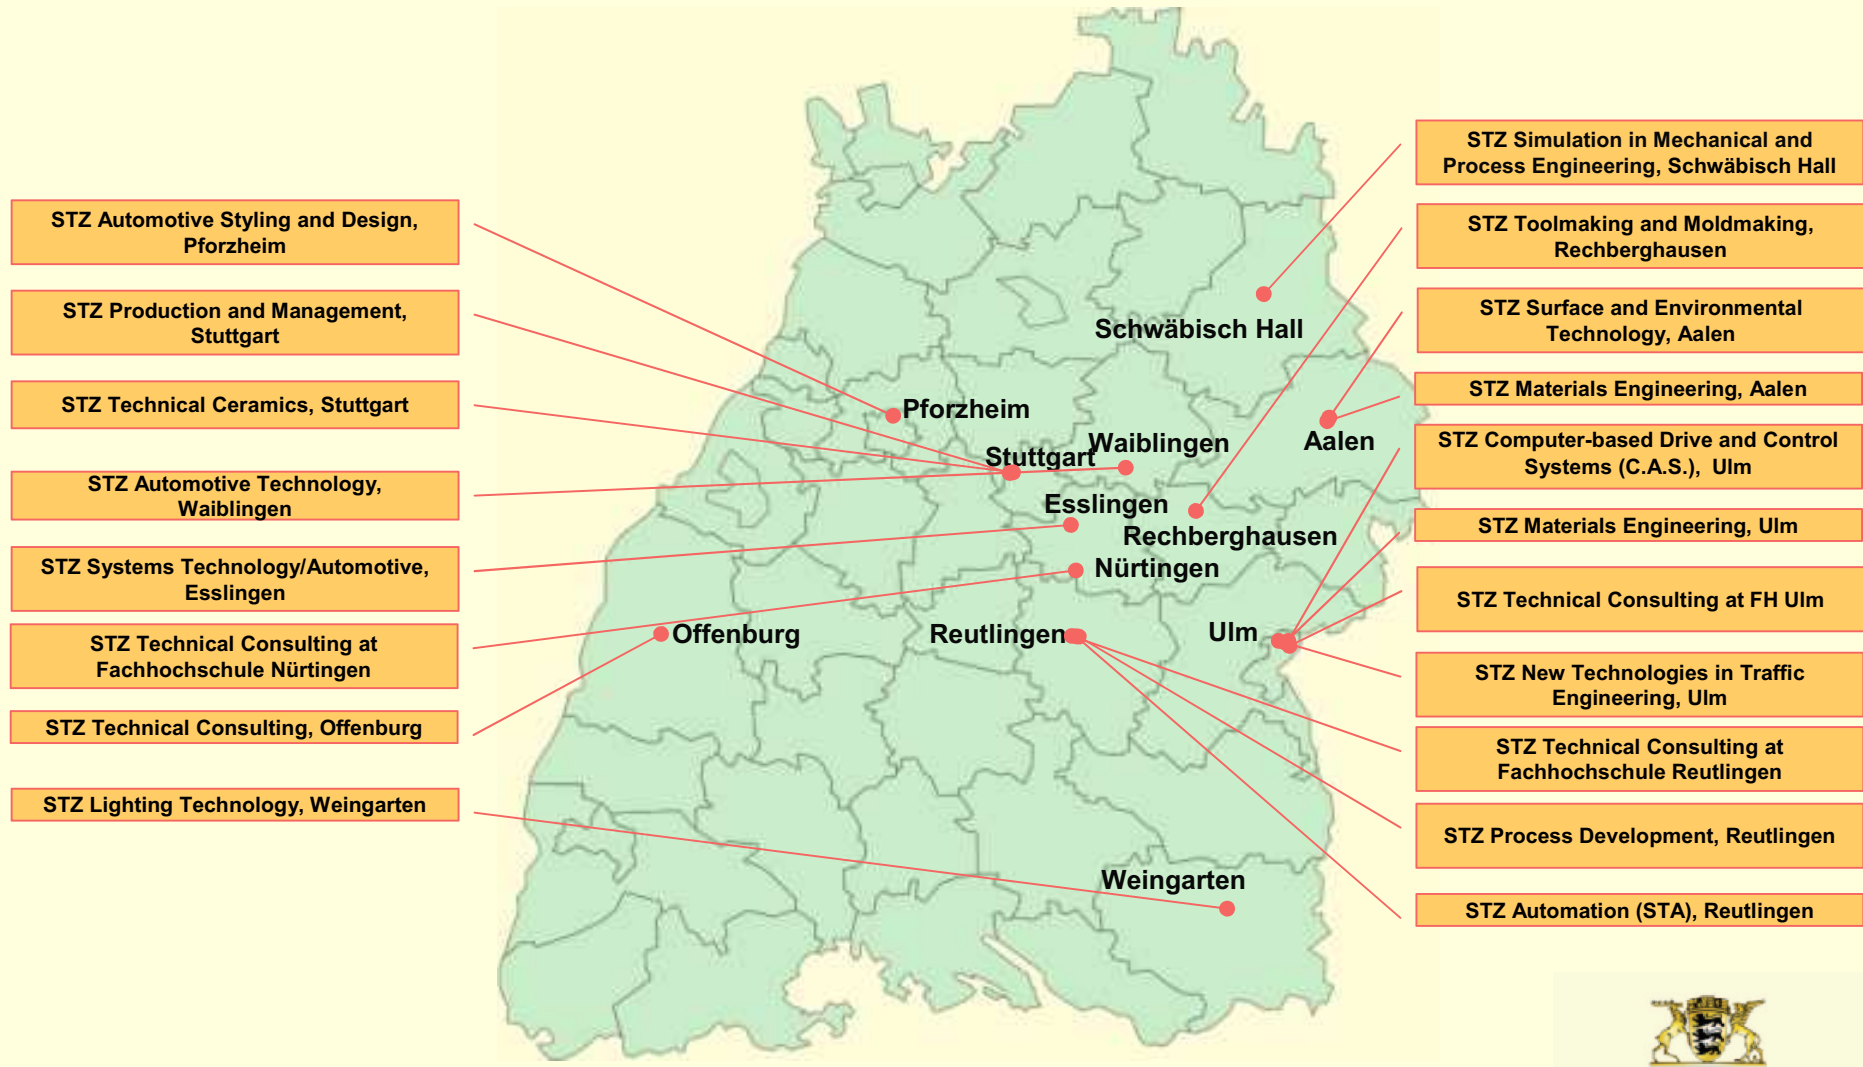 STZ Automotive Styling and Design,
Pforzheim
STZ Production and Management,
Stuttgart
STZ Technical Ceramics, Stuttgart
STZ Automotive Technology,
Waiblingen
STZ Systems Technology/Automotive,
Esslingen
STZ Technical Consulting at
Fachhochschule Nürtingen
STZ Technical Consulting, Offenburg
STZ Lighting Technology, Weingarten
Schwäbisch Hall
Pforzheim
Waiblingen
Aalen
Stuttgart
Esslingen
Rechberghausen
Nürtingen
Offenburg
Reutlingen
Ulm
Weingarten
STZ Simulation in Mechanical and
Process Engineering, Schwäbisch Hall
STZ Toolmaking and Moldmaking,
Rechberghausen
STZ Surface and Environmental
Technology, Aalen
STZ Materials Engineering, Aalen
STZ Computer-based Drive and Control
Systems (C.A.S.), Ulm
STZ Materials Engineering, Ulm
STZ Technical Consulting at FH Ulm
STZ New Technologies in Traffic
Engineering, Ulm
STZ Technical Consulting at
Fachhochschule Reutlingen
STZ Process Development, Reutlingen
STZ Automation (STA), Reutlingen